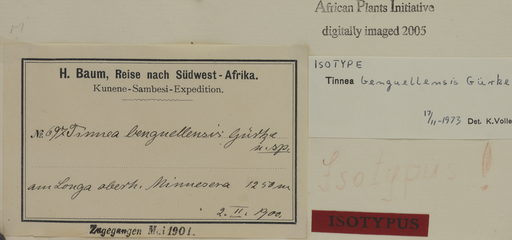 African Plants Initiative
digitally imaged 2005
H. Baum, Reise nach Südwest-Afrika.
Kunene-Sambesi-Expedition.
№ 697. Tinnea benguellensis Gürke
n. sp.
am Longa oberh. Minnesera 1250 m
2. II. 1900.
Zugegangen Mai 1901.
ISOTYPE
Tinnea benguellensis Gürke
/II-1973 Det. K. Volle
Isotypus!
ISOTYPUS